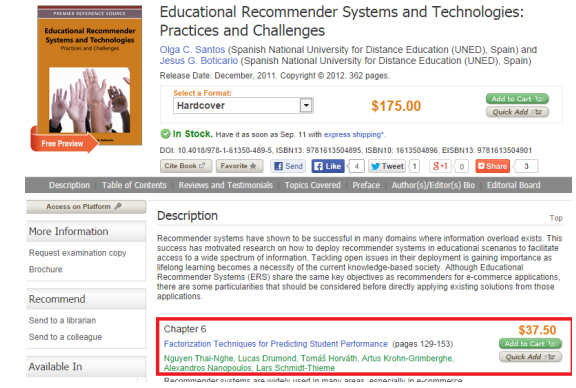 PREMIER REFERENCE SOURCE
Educational Recommender
Systems and Technologies
Practices and Challenges
Free Preview
Educational Recommender Systems and Technologies:
Practices and Challenges
Olga C. Santos (Spanish National University for Distance Education (UNED), Spain) and
Jesus G. Boticario (Spanish National University for Distance Education (UNED), Spain)
Release Date: December, 2011. Copyright © 2012. 362 pages.
Select a Format:
Hardcover
$175.00
Add to Cart
Quick Add
In Stock. Have it as soon as Sep. 11 with express shipping*.
DOI: 10.4018/978-1-61350-489-5, ISBN13: 9781613504895, ISBN10: 1613504896, EISBN13: 9781613504901
Cite Book Favorite Send Like 4 Tweet 1 g+1 0 Share 3
Description Table of Contents Reviews and Testimonials Topics Covered Preface Author(s)/Editor(s) Bio Editorial Board
Access on Platform
More Information
Request examination copy
Brochure
Recommend
Send to a librarian
Send to a colleague
Available In
Description
Top
Recommender systems have shown to be successful in many domains where information overload exists. This
success has motivated research on how to deploy recommender systems in educational scenarios to facilitate
access to a wide spectrum of information. Tackling open issues in their deployment is gaining importance as
lifelong learning becomes a necessity of the current knowledge-based society. Although Educational
Recommender Systems (ERS) share the same key objectives as recommenders for e-commerce applications,
there are some particularities that should be considered before directly applying existing solutions from those
applications.
Chapter 6
$37.50
Factorization Techniques for Predicting Student Performance (pages 129-153)
Add to Cart
Nguyen Thai-Nghe, Lucas Drumond, Tomáš Horváth, Artus Krohn-Grimberghe,
Quick Add
Alexandros Nanopoulos, Lars Schmidt-Thieme
Recommender systems are widely used in many areas, especially in e-commerce